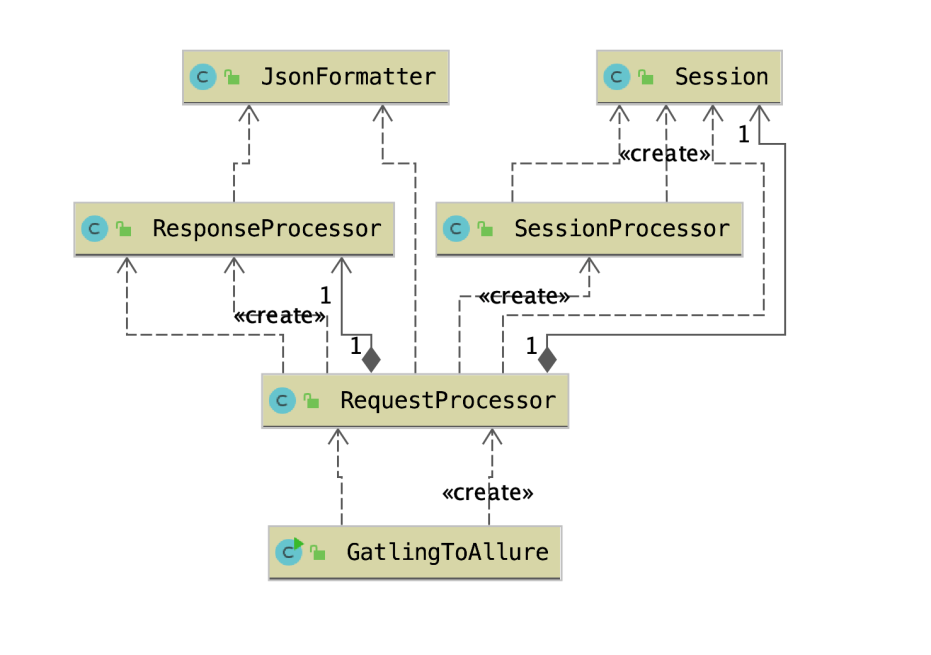 JsonFormatter
Session
1
«create»
ResponseProcessor
SessionProcessor
1
«create»
«create»
1
1
RequestProcessor
«create»
GatlingToAllure